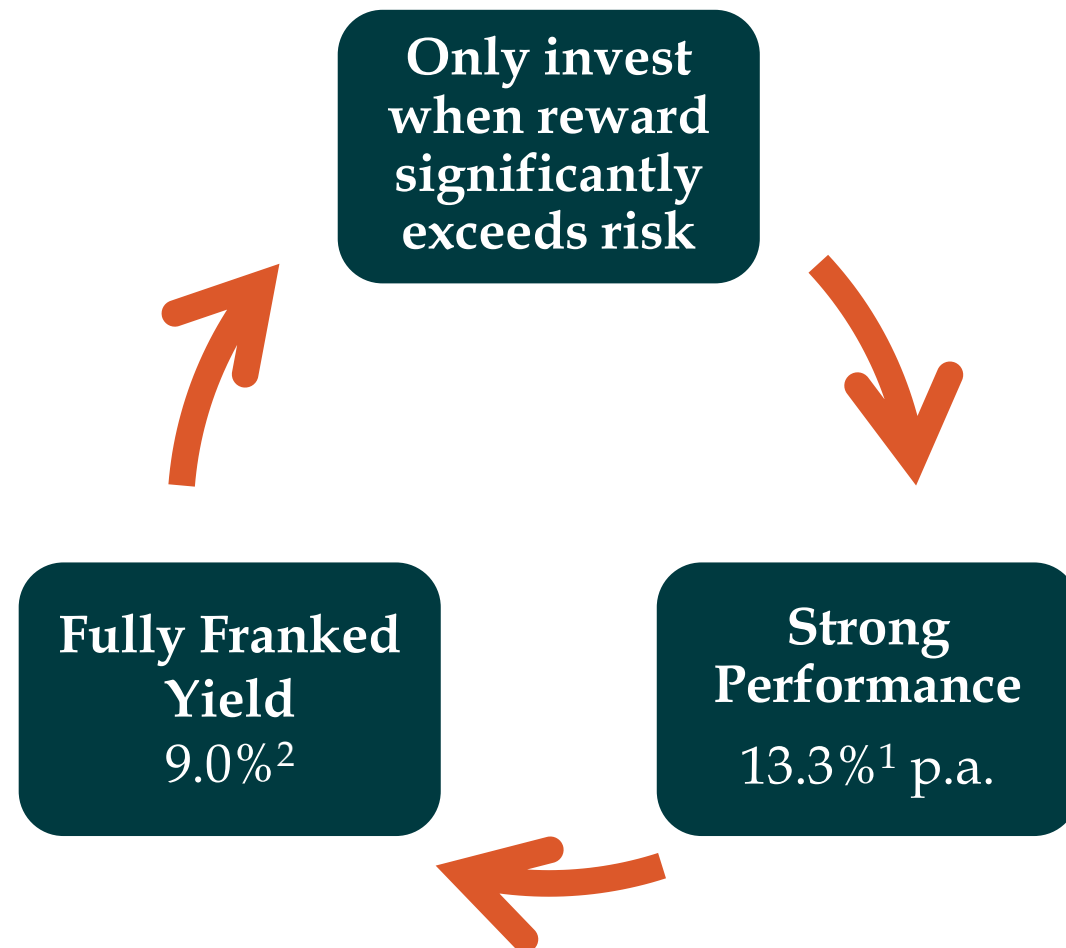 Only invest
when reward
significantly
exceeds risk
Fully Franked
Yield
9.0%²
Strong
Performance
13.3%¹ p.a.